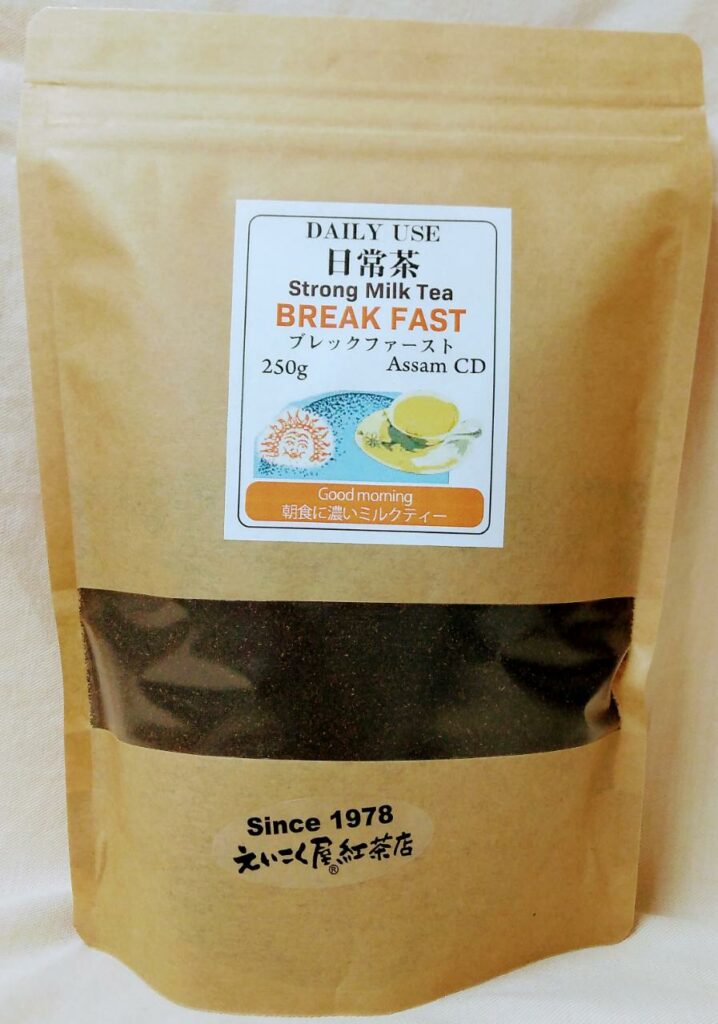 DAILY USE
日常茶
Strong Milk Tea
BREAK FAST
ブレックファースト
250g Assam CD
Good morning
朝食に濃いミルクティー
Since 1978
えいこく屋®紅茶店